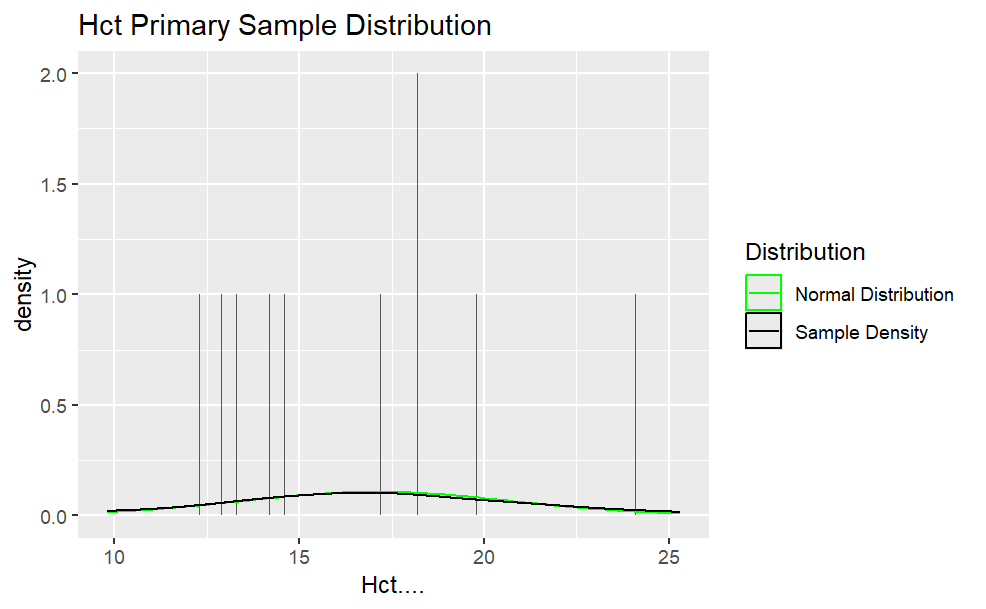 Hct Primary Sample Distribution
2.0
1.5
1.0
0.5
0.0
density
10
15
20
25
Hct....
Distribution
Normal Distribution
Sample Density